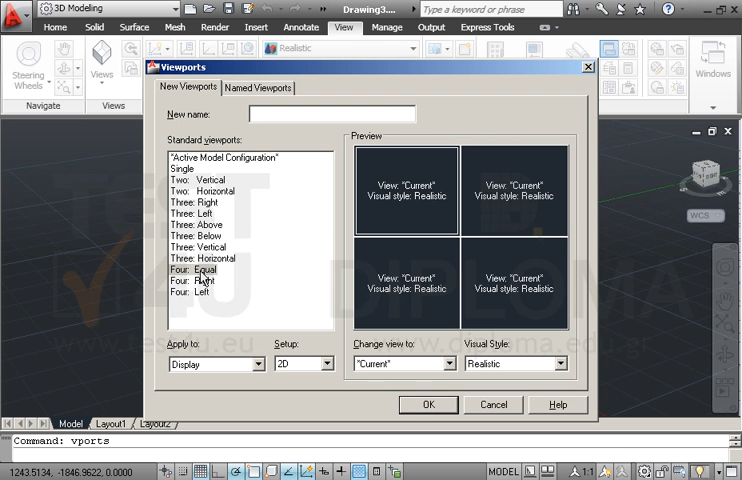 3D Modeling
Drawing3....
Type a keyword or phrase
Home Solid Surface Mesh Render Insert Annotate View Manage Output Express Tools
Steering
Wheels
Views
Realistic
Windows
Navigate
Views
Viewports
New Viewports
Named Viewports
New name:
Standard viewports:
*Active Model Configuration*
Single
Two: Vertical
Two: Horizontal
Three: Right
Three: Left
Three: Above
Three: Below
Three: Vertical
Three: Horizontal
Four: Equal
Four: Right
Four: Left
Preview
View: *Current*
Visual style: Realistic
View: *Current*
Visual style: Realistic
View: *Current*
Visual style: Realistic
View: *Current*
Visual style: Realistic
Apply to:
Display
Setup:
2D
Change view to:
*Current*
Visual Style:
Realistic
OK
Cancel
Help
WCS
TEST
4U
DIPLOMA
www.test4u.eu
www.diploma.edu.gr
Model Layout1 Layout2
Command: vports
1243.5134, -1846.9622, 0.0000
MODEL
1:1